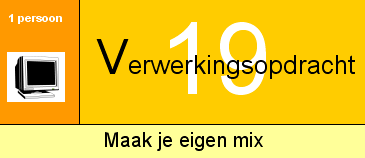 1 persoon
19
Verwerkingsopdracht
Maak je eigen mix